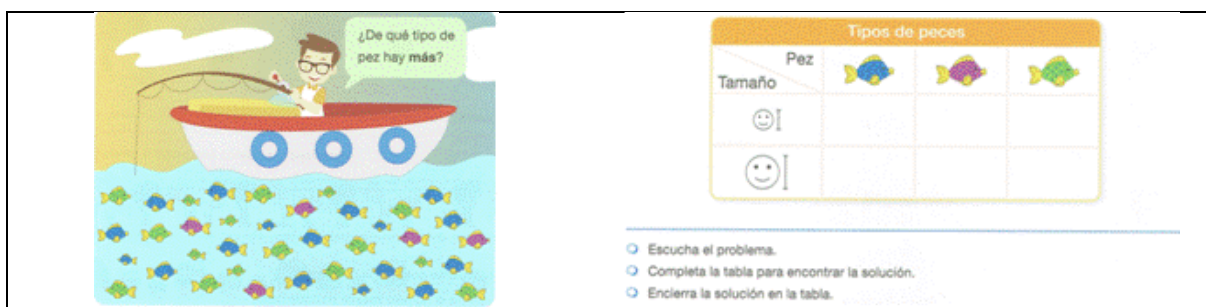 ¿De qué tipo de
pez hay más?
Tipos de peces
Pez
Tamaño
Escucha el problema.
Completa la tabla para encontrar la solución.
Encierra la solución en la tabla.